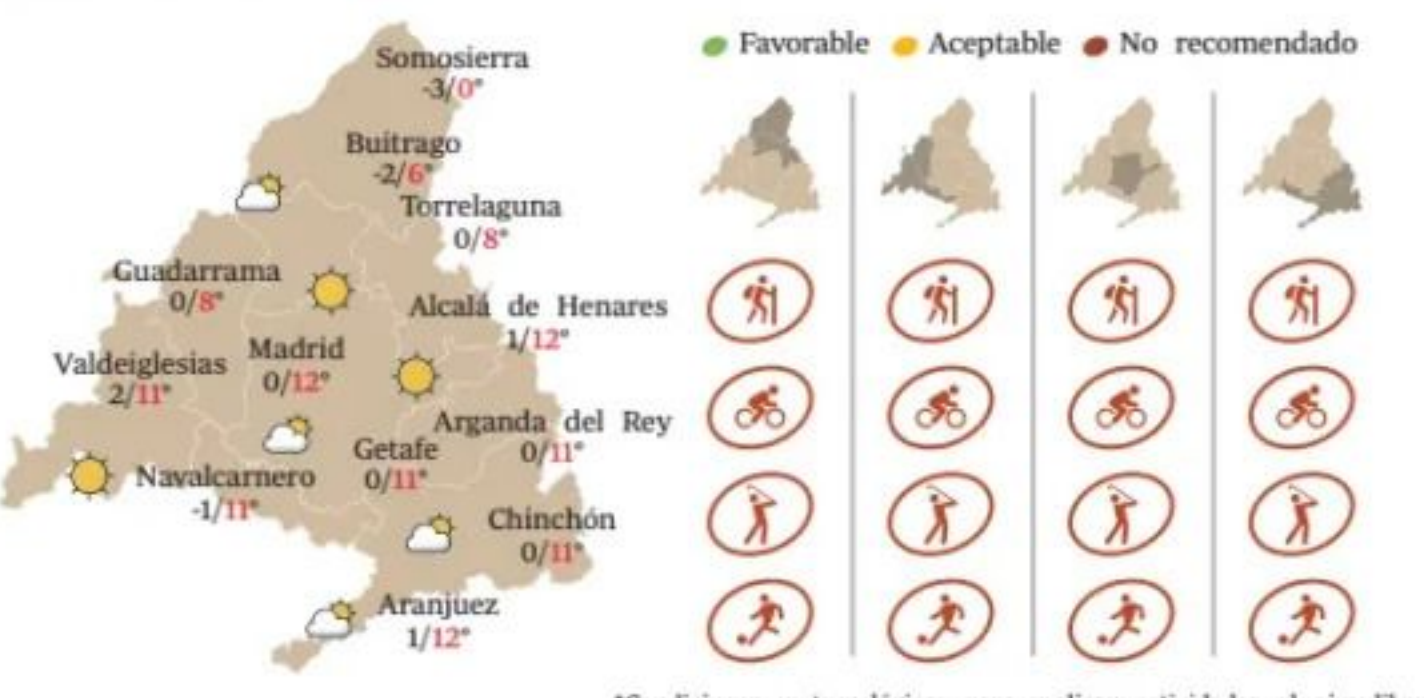 Somosierra
-3/0°
Buitrago
-2/6°
Torrelaguna
0/8°
Guadarrama
0/8°
Alcalá de Henares
1/12°
Madrid
0/12°
Valdeiglesias
2/11°
Arganda del Rey
0/11°
Getafe
0/11°
Navalcarnero
-1/11°
Chinchón
0/11°
Aranjuez
1/12°
Favorable Aceptable No recomendado